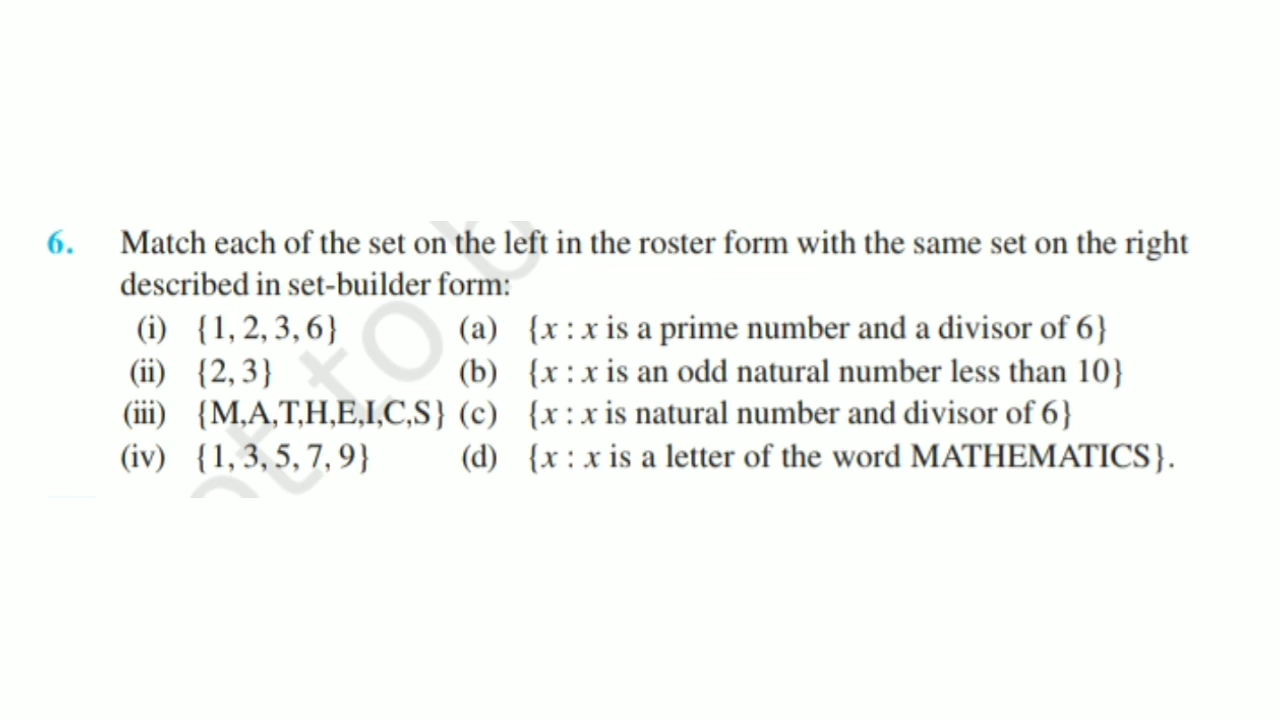 6. Match each of the set on the left in the roster form with the same set on the right
described in set-builder form:
(i) {1, 2, 3, 6} (a) {x : x is a prime number and a divisor of 6}
(ii) {2, 3} (b) {x : x is an odd natural number less than 10}
(iii) {M,A,T,H,E,I,C,S} (c) {x : x is natural number and divisor of 6}
(iv) {1, 3, 5, 7, 9} (d) {x : x is a letter of the word MATHEMATICS}.